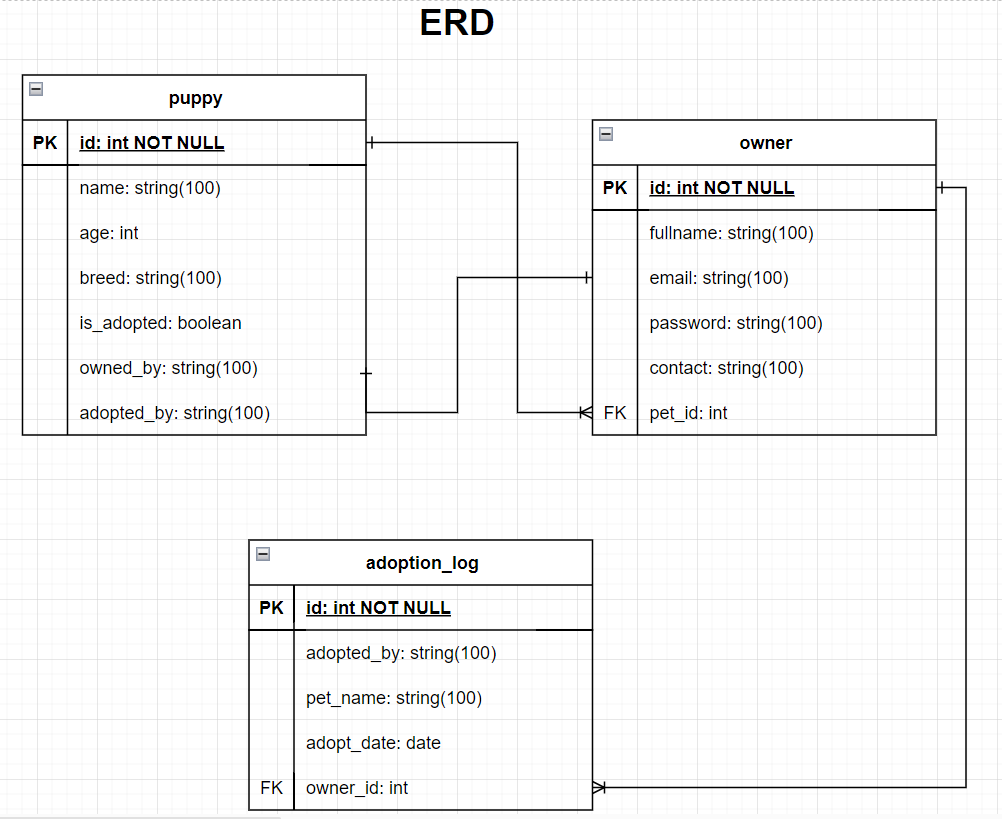 ERD
puppy
PK id: int NOT NULL
name: string(100)
age: int
breed: string(100)
is_adopted: boolean
owned_by: string(100)
adopted_by: string(100)
owner
PK id: int NOT NULL
fullname: string(100)
email: string(100)
password: string(100)
contact: string(100)
FK pet_id: int
adoption_log
PK id: int NOT NULL
adopted_by: string(100)
pet_name: string(100)
adopt_date: date
FK owner_id: int